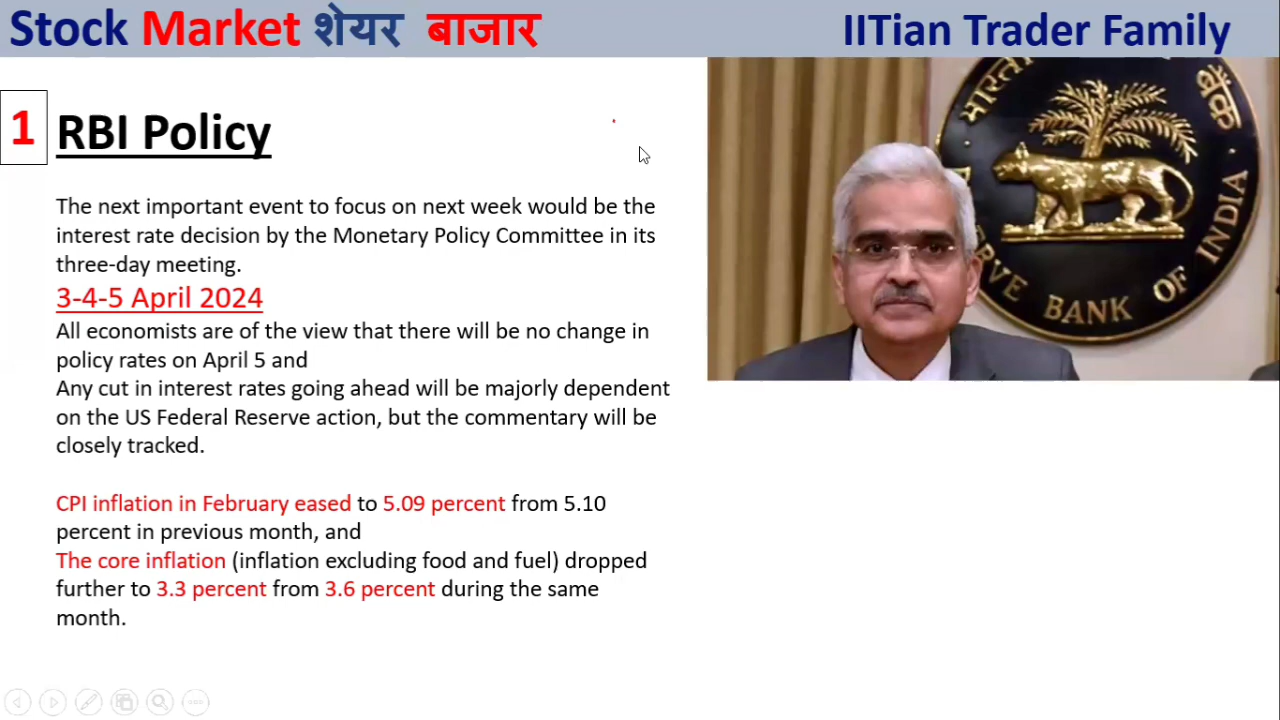 Stock Market शेयर बाजार
IITian Trader Family
1
RBI Policy
The next important event to focus on next week would be the
interest rate decision by the Monetary Policy Committee in its
three-day meeting.
3-4-5 April 2024
All economists are of the view that there will be no change in
policy rates on April 5 and
Any cut in interest rates going ahead will be majorly dependent
on the US Federal Reserve action, but the commentary will be
closely tracked.
CPI inflation in February eased to 5.09 percent from 5.10
percent in previous month, and
The core inflation (inflation excluding food and fuel) dropped
further to 3.3 percent from 3.6 percent during the same
month.
BANK OF INDIA